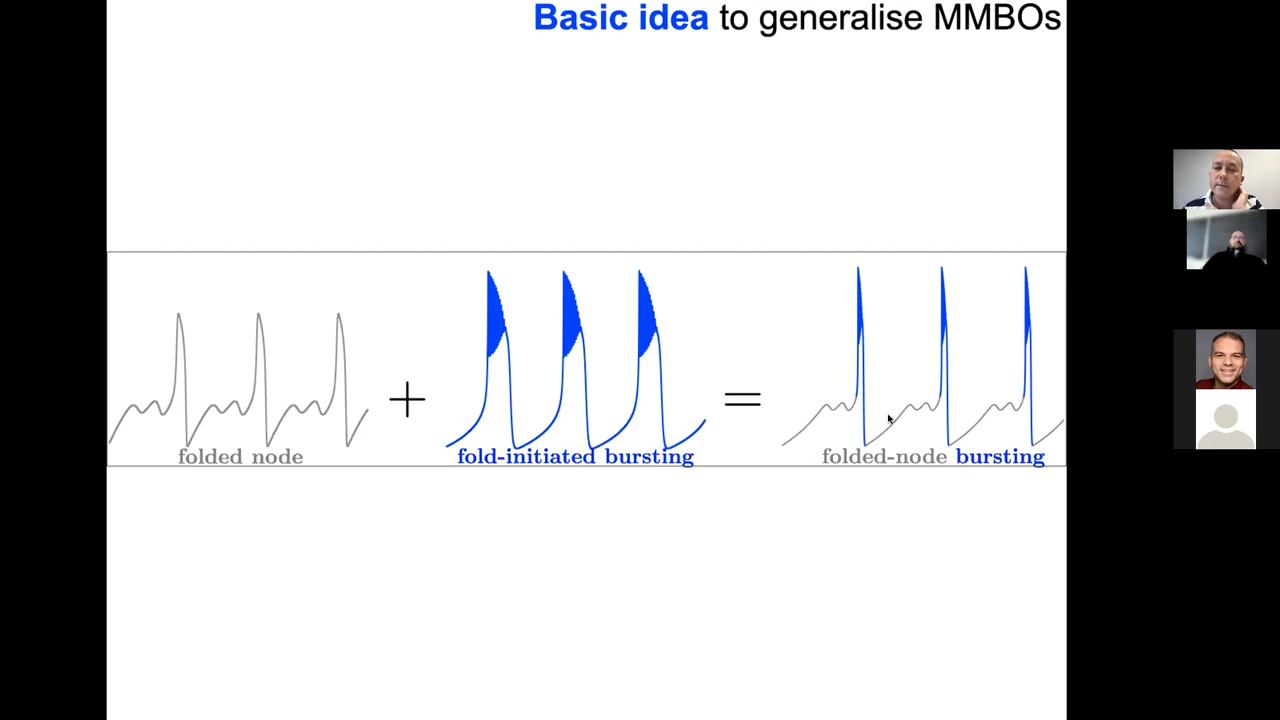 Basic idea to generalise MMBOs
+
=
folded node
fold-initiated bursting
folded-node bursting